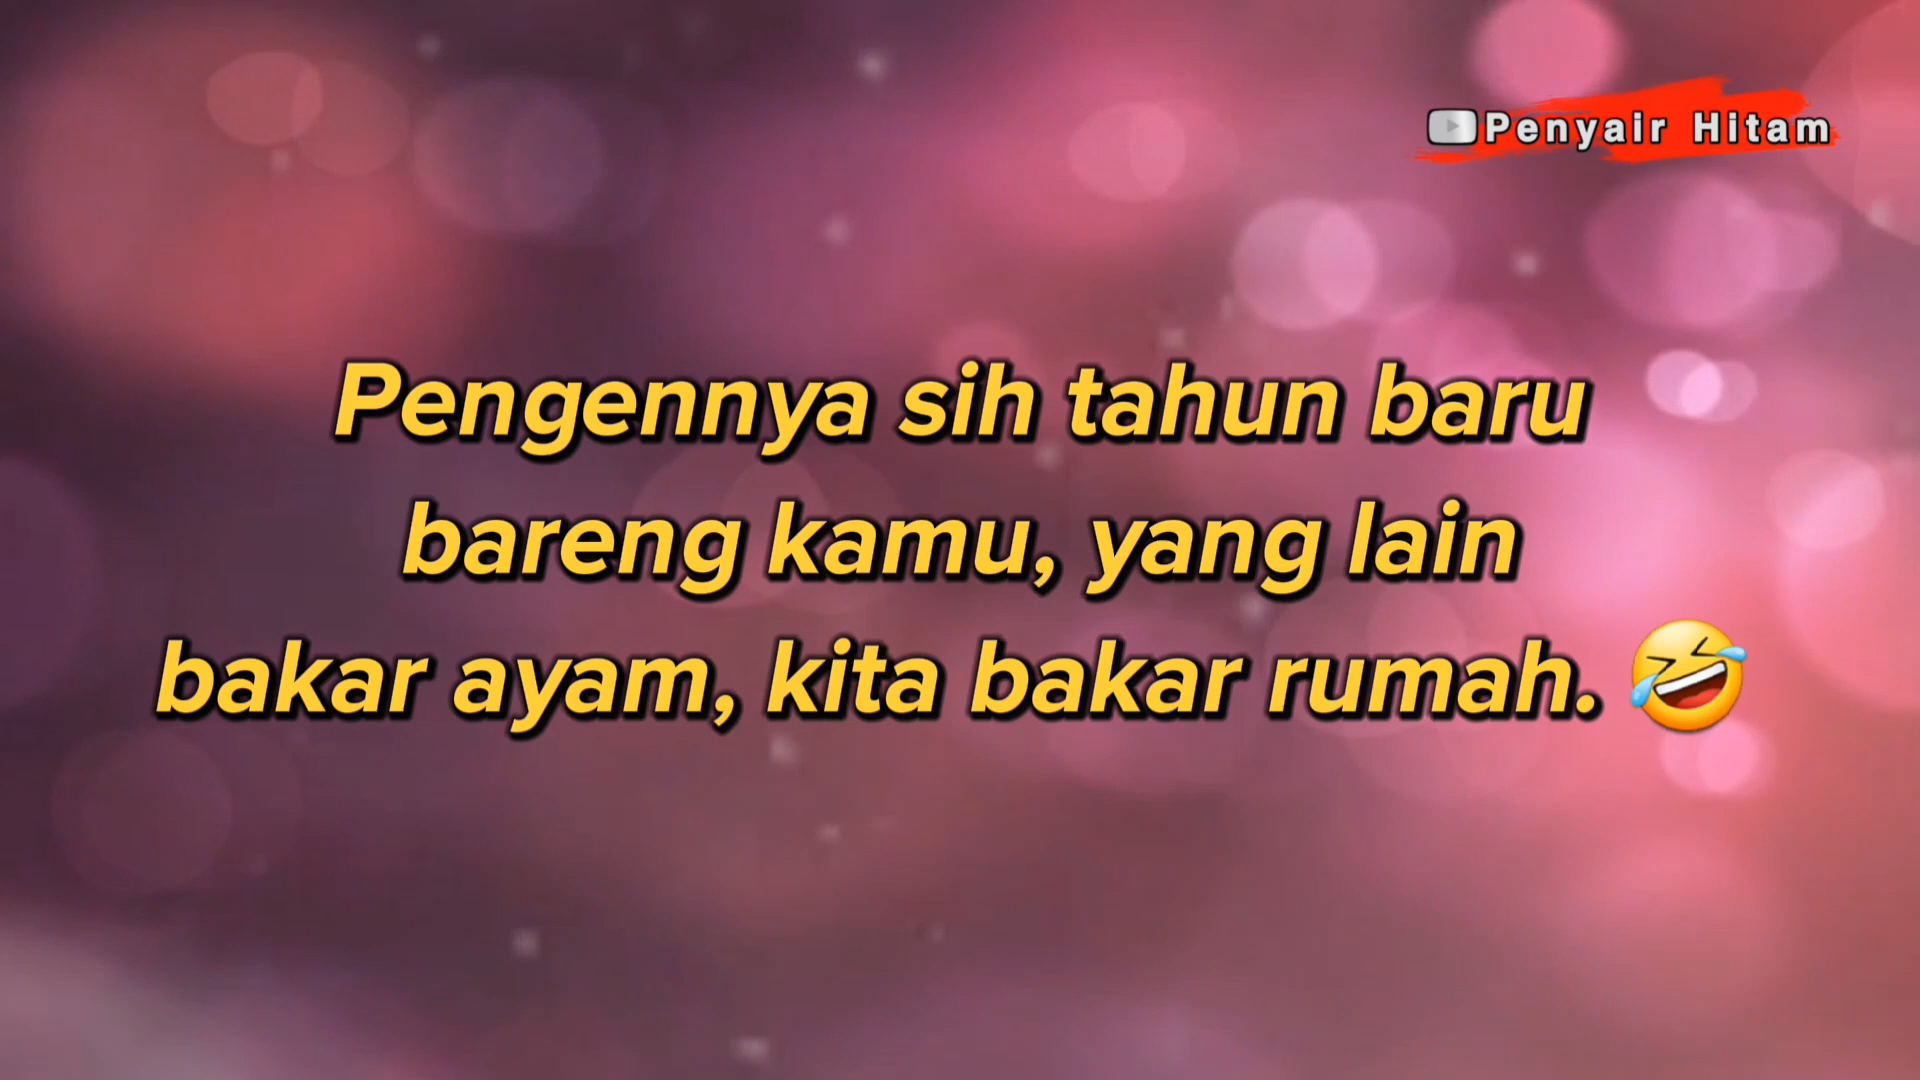 Penyair Hitam
Pengennya sih tahun baru
bareng kamu, yang lain
bakar ayam, kita bakar rumah. 🤣